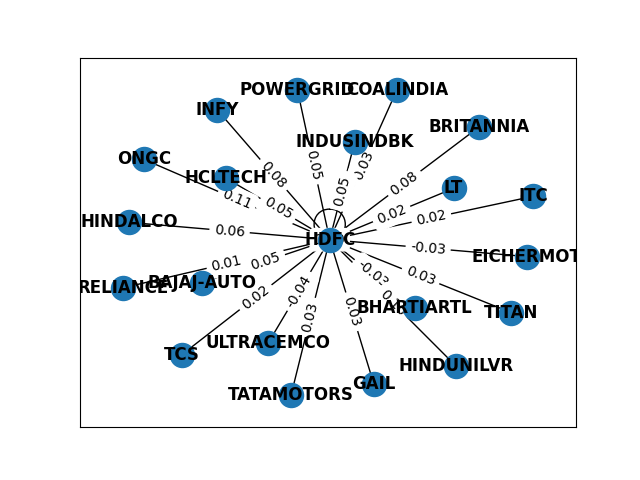 POWERGRID
COALINDIA
INFY
BRITANNIA
INDUSINDBK
ONGC
HCLTECH
LT
ITC
HINDALCO
HDFC
EICHERMOT
RELIANCE
BAJAJ-AUTO
BHARTIARTL
TITAN
TCS
ULTRACEMCO
HINDUNILVR
TATAMOTORS
GAIL
0.05
0.03
0.08
0.08
0.05
0.11
0.05
0.02
0.02
0.06
-0.03
0.01
0.05
0.03
0.02
-0.04
0.03
0.03